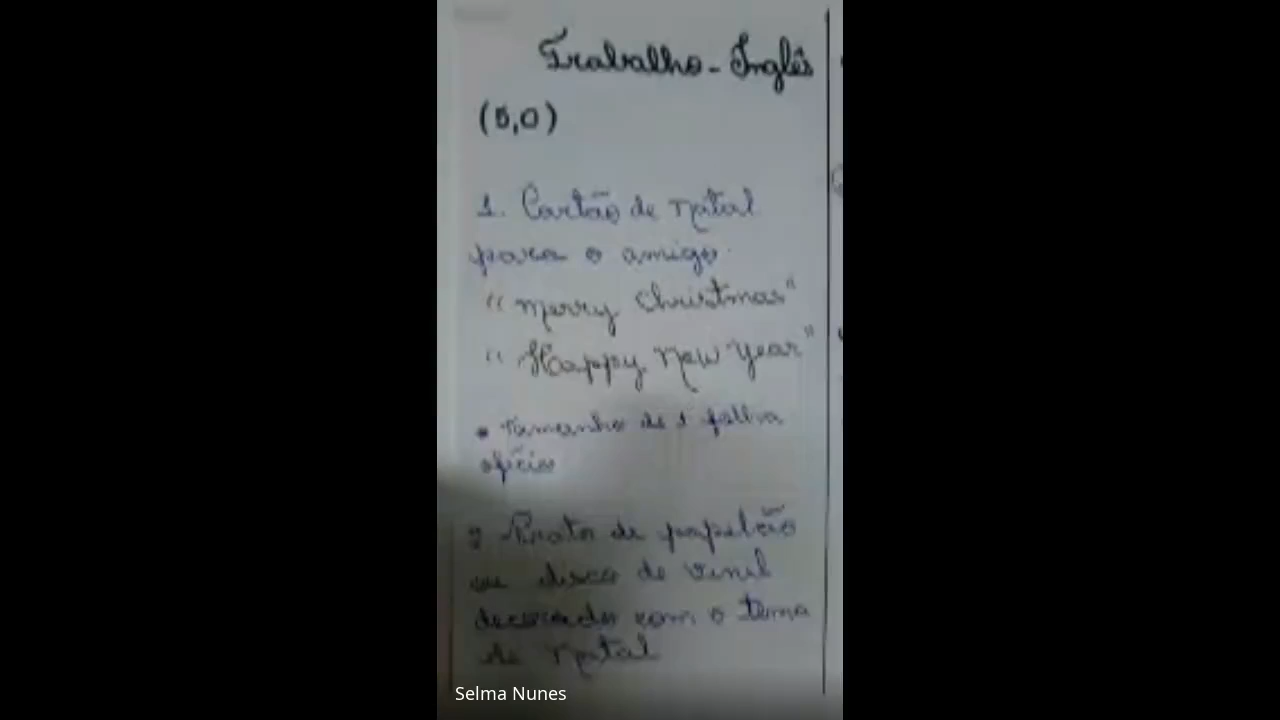 Trabalho - Inglês
(5,0)
1. Cartão de natal
para o amigo.
"Merry Christmas"
"Happy New Year"
• Tamanho de 1 folha
ofício
2 Prato de papelão
ou disco de vinil
decorado com o tema
de natal
Selma Nunes